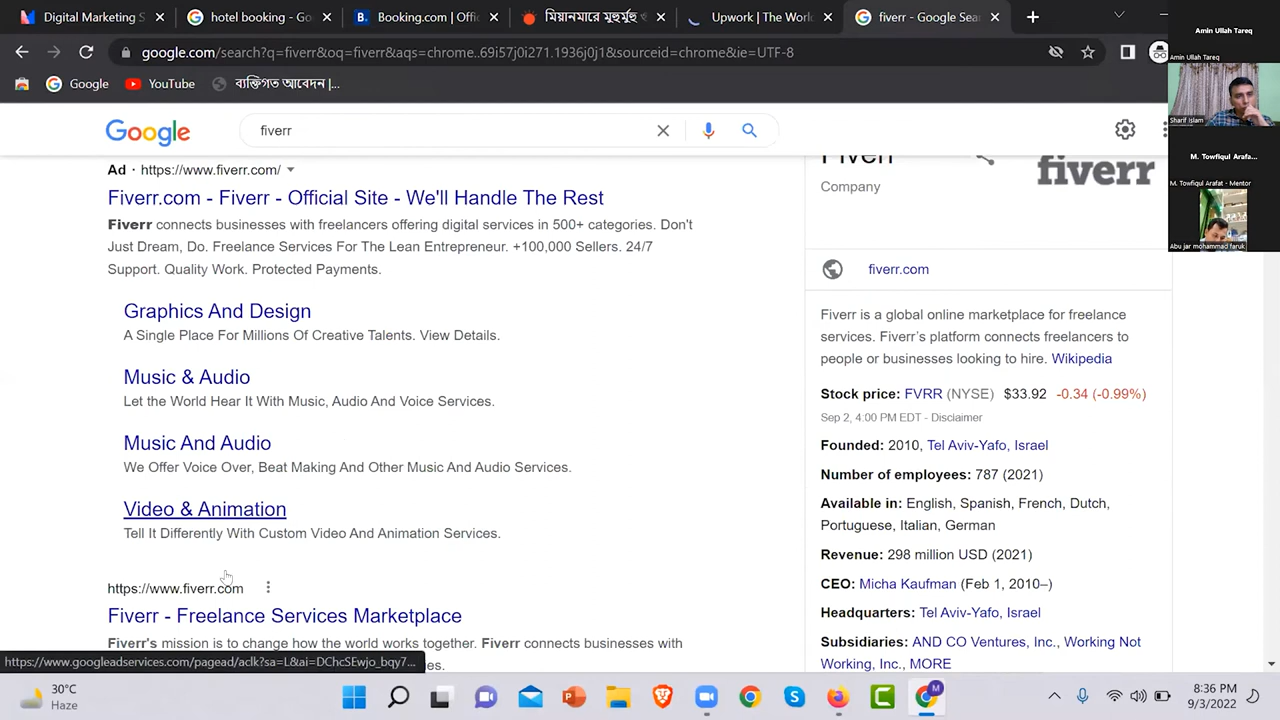 Digital Marketing S
hotel booking - Go
Booking.com | Offi
মিয়ানমারে মুহুর্মুহু
Upwork | The World
fiverr - Google Sea
google.com/search?q=fiverr&oq=fiverr&aqs=chrome_69i57j0i271.1936j0j1&sourceid=chrome&ie=UTF-8
Google
YouTube
ব্যক্তিগত আবেদন |...
Amin Ullah Tareq
Amin Ullah Tareq
Sharif islam
M. Towfiqul Arafa...
M. Towfiqul Arafat - Mentor
Abu jar mohammad faruk
Google
fiverr
Ad · https://www.fiverr.com/
Fiverr.com - Fiverr - Official Site - We'll Handle The Rest
Fiverr connects businesses with freelancers offering digital services in 500+ categories. Don't
Just Dream, Do. Freelance Services For The Lean Entrepreneur. +100,000 Sellers. 24/7
Support. Quality Work. Protected Payments.
Graphics And Design
A Single Place For Millions Of Creative Talents. View Details.
Music & Audio
Let the World Hear It With Music, Audio And Voice Services.
Music And Audio
We Offer Voice Over, Beat Making And Other Music And Audio Services.
Video & Animation
Tell It Differently With Custom Video And Animation Services.
https://www.fiverr.com
Fiverr - Freelance Services Marketplace
Fiverr's mission is to change how the world works together. Fiverr connects businesses with
es.
https://www.googleadservices.com/pagead/aclk?sa=L&ai=DChcSEwjo_bqy7...
Fiverr
Company
fiverr
fiverr.com
Fiverr is a global online marketplace for freelance
services. Fiverr's platform connects freelancers to
people or businesses looking to hire. Wikipedia
Stock price: FVRR (NYSE) $33.92 -0.34 (-0.99%)
Sep 2, 4:00 PM EDT - Disclaimer
Founded: 2010, Tel Aviv-Yafo, Israel
Number of employees: 787 (2021)
Available in: English, Spanish, French, Dutch,
Portuguese, Italian, German
Revenue: 298 million USD (2021)
CEO: Micha Kaufman (Feb 1, 2010–)
Headquarters: Tel Aviv-Yafo, Israel
Subsidiaries: AND CO Ventures, Inc., Working Not
Working, Inc., MORE
30°C
Haze
8:36 PM
9/3/2022